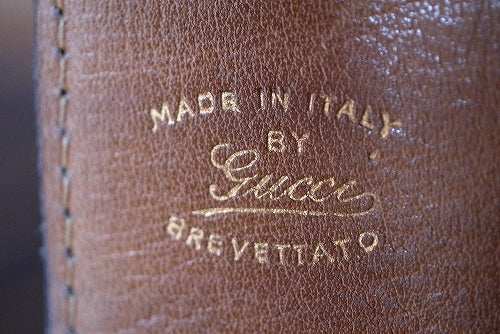 MADE IN ITALY
BY
Gucci
BREVETTATO